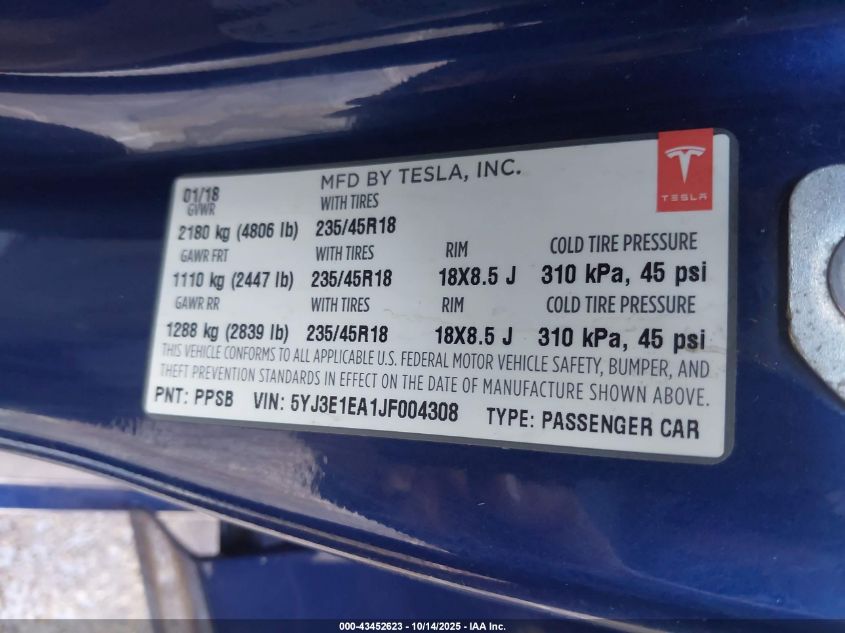 01/18 MFD BY TESLA, INC.
TESLA
GVWR WITH TIRES
2180 kg (4806 lb) 235/45R18
GAWR FRT WITH TIRES RIM COLD TIRE PRESSURE
1110 kg (2447 lb) 235/45R18 18X8.5 J 310 kPa, 45 psi
GAWR RR WITH TIRES RIM COLD TIRE PRESSURE
1288 kg (2839 lb) 235/45R18 18X8.5 J 310 kPa, 45 psi
THIS VEHICLE CONFORMS TO ALL APPLICABLE U.S. FEDERAL MOTOR VEHICLE SAFETY, BUMPER, AND
THEFT PREVENTION STANDARDS IN EFFECT ON THE DATE OF MANUFACTURE SHOWN ABOVE.
PNT: PPSB VIN: 5YJ3E1EA1JF004308 TYPE: PASSENGER CAR
000-43452623 - 10/14/2025 - IAA Inc.